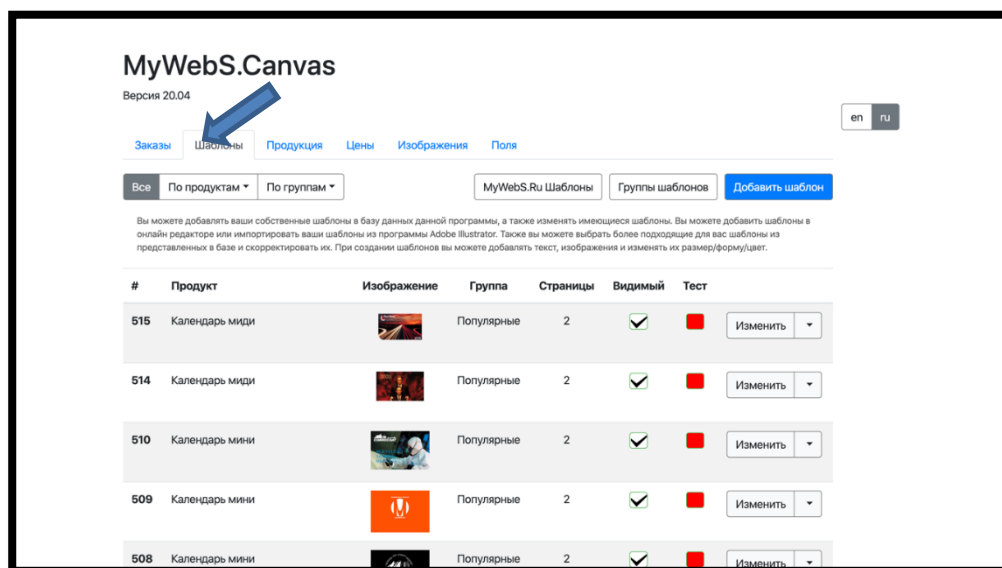 MyWebS.Canvas
Версия 20.04
en ru
Заказы Шаблоны Продукция Цены Изображения Поля
Все По продуктам По группам MyWebS.Ru Шаблоны Группы шаблонов Добавить шаблон
Вы можете добавлять ваши собственные шаблоны в базу данных данной программы, а также изменять имеющиеся шаблоны. Вы можете добавить шаблоны в
онлайн редакторе или импортировать ваши шаблоны из программы Adobe Illustrator. Также вы можете выбрать более подходящие для вас шаблоны из
представленных в базе и скорректировать их. При создании шаблонов вы можете добавлять текст, изображения и изменять их размер/форму/цвет.
# Продукт Изображение Группа Страницы Видимый Тест
515 Календарь миди Популярные 2 Изменить
514 Календарь миди Популярные 2 Изменить
510 Календарь мини Популярные 2 Изменить
509 Календарь мини Популярные 2 Изменить
508 Календарь мини Популярные 2 Изменить